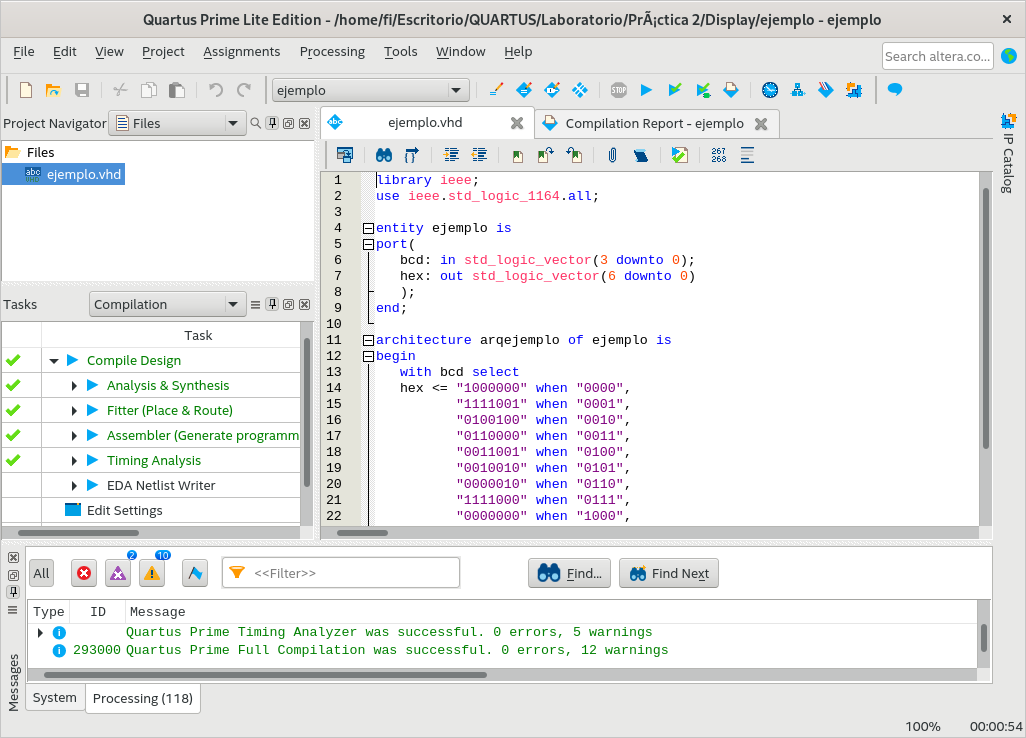 Quartus Prime Lite Edition - /home/fi/Escritorio/QUARTUS/Laboratorio/PrÃ¡ctica 2/Display/ejemplo - ejemplo
File Edit View Project Assignments Processing Tools Window Help
Search altera.co...
STOP
ejemplo
Project Navigator Files
Files
abc ejemplo.vhd
Tasks Compilation
Task
Compile Design
Analysis & Synthesis
Fitter (Place & Route)
Assembler (Generate programm
Timing Analysis
EDA Netlist Writer
Edit Settings
abc ejemplo.vhd Compilation Report - ejemplo
267
268
1 library ieee;
2 use ieee.std_logic_1164.all;
3
4 entity ejemplo is
5 port(
6 bcd: in std_logic_vector(3 downto 0);
7 hex: out std_logic_vector(6 downto 0)
8 );
9 end;
10
11 architecture arqejemplo of ejemplo is
12 begin
13 with bcd select
14 hex <= "1000000" when "0000",
15 "1111001" when "0001",
16 "0100100" when "0010",
17 "0110000" when "0011",
18 "0011001" when "0100",
19 "0010010" when "0101",
20 "0000010" when "0110",
21 "1111000" when "0111",
22 "0000000" when "1000",
IP Catalog
All 2 10 <<Filter>> Find... Find Next
Type ID Message
Quartus Prime Timing Analyzer was successful. 0 errors, 5 warnings
293000 Quartus Prime Full Compilation was successful. 0 errors, 12 warnings
Messages
System Processing (118)
100% 00:00:54